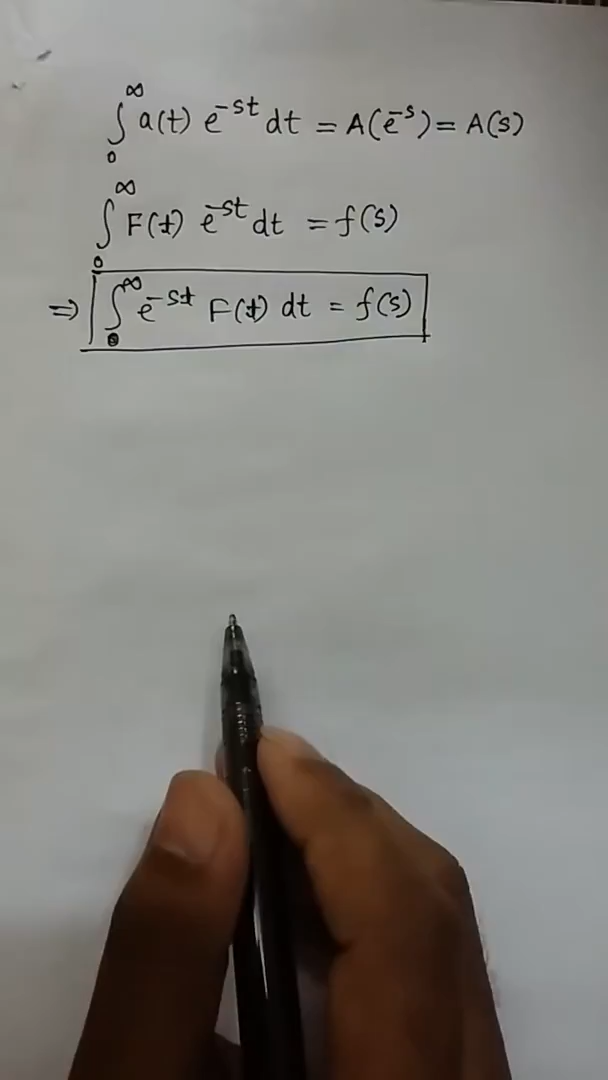 ∫₀^∞ a(t) e^-st dt = A(e^-s) = A(s)
∫₀^∞ F(t) e^-st dt = f(s)
⇒ ∫₀^∞ e^-st F(t) dt = f(s)